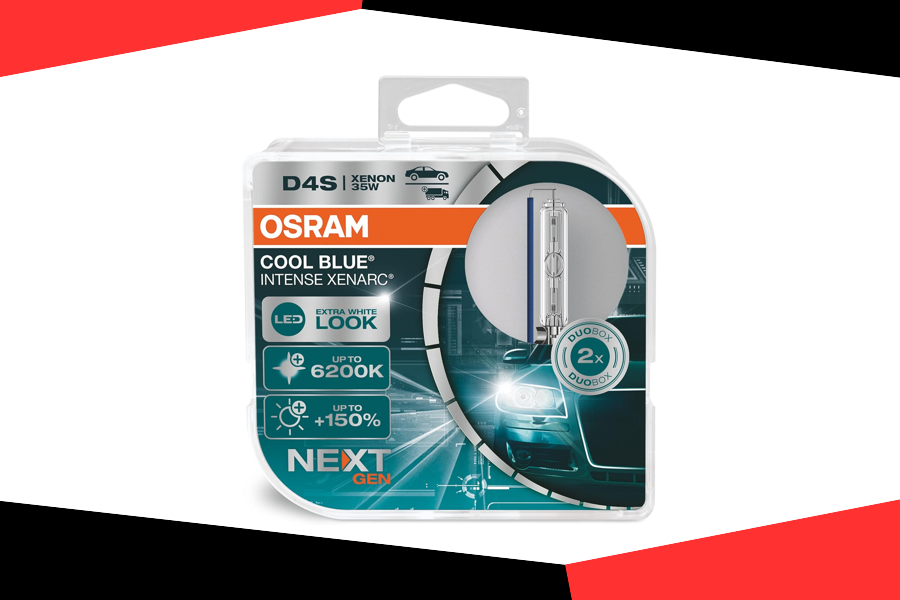 D4S | XENON 35W
OSRAM
COOL BLUE®
INTENSE XENARC®
LED EXTRA WHITE LOOK
UP TO 6200K
UP TO +150%
NEXT GEN
DUOBOX
2x
DUOBOX